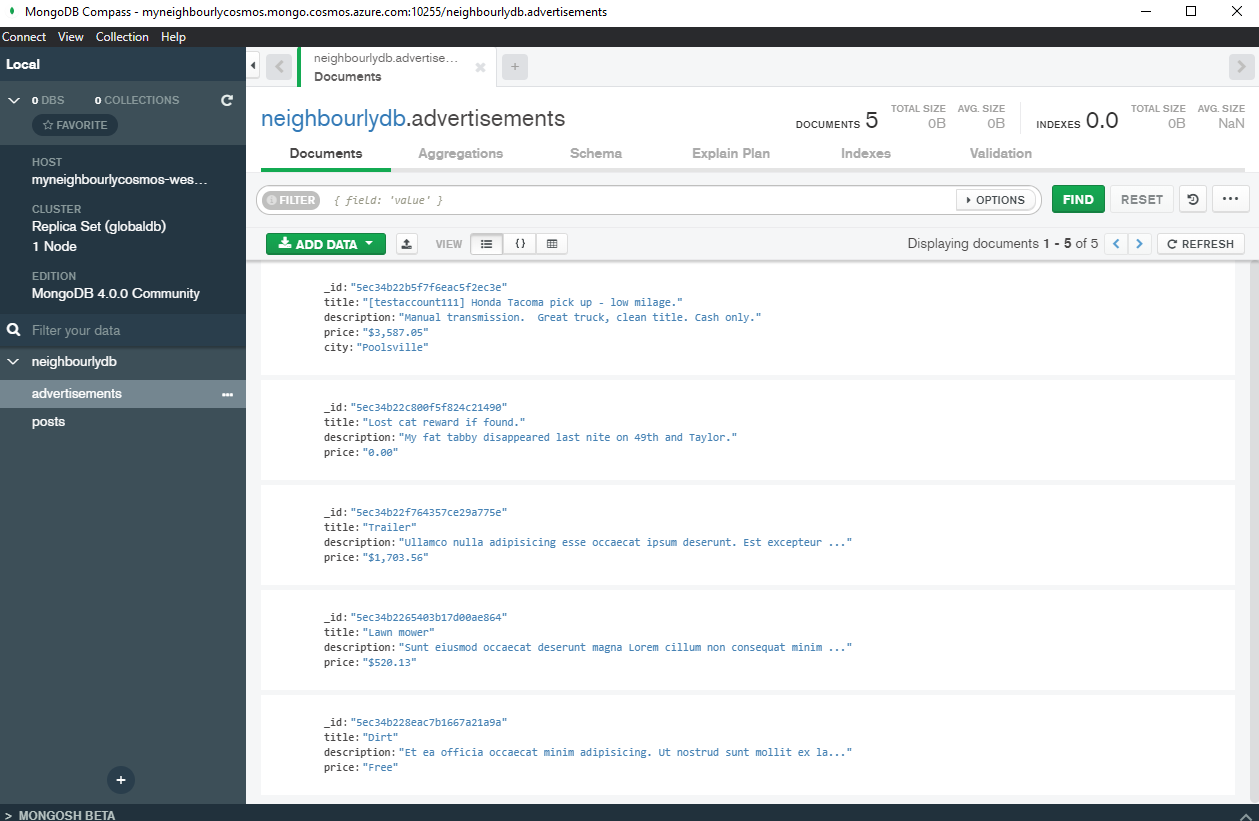 MongoDB Compass - myneighbourlycosmos.mongo.cosmos.azure.com:10255/neighbourlydb.advertisements
Connect View Collection Help
Local
0 DBS 0 COLLECTIONS
FAVORITE
HOST
myneighbourlycosmos-wes...
CLUSTER
Replica Set (globaldb)
1 Node
EDITION
MongoDB 4.0.0 Community
Filter your data
neighbourlydb
advertisements
posts
neighbourlydb.advertise...
Documents
neighbourlydb.advertisements
DOCUMENTS 5 TOTAL SIZE 0B AVG. SIZE 0B INDEXES 0.0 TOTAL SIZE 0B AVG. SIZE NaN
Documents Aggregations Schema Explain Plan Indexes Validation
FILTER { field: 'value' } OPTIONS FIND RESET ...
ADD DATA VIEW {} Displaying documents 1 - 5 of 5 REFRESH
_id: "5ec34b22b5f7f6eac5f2ec3e"
title: "[testaccount111] Honda Tacoma pick up - low milage."
description: "Manual transmission.  Great truck, clean title. Cash only."
price: "$3,587.05"
city: "Poolsville"
_id: "5ec34b22c800f5f824c21490"
title: "Lost cat reward if found."
description: "My fat tabby disappeared last nite on 49th and Taylor."
price: "0.00"
_id: "5ec34b22f764357ce29a775e"
title: "Trailer"
description: "Ullamco nulla adipisicing esse occaecat ipsum deserunt. Est excepteur ..."
price: "$1,703.56"
_id: "5ec34b2265403b17d00ae864"
title: "Lawn mower"
description: "Sunt eiusmod occaecat deserunt magna Lorem cillum non consequat minim ..."
price: "$520.13"
_id: "5ec34b228eac7b1667a21a9a"
title: "Dirt"
description: "Et ea officia occaecat minim adipisicing. Ut nostrud sunt mollit ex la..."
price: "Free"
> MONGOSH BETA